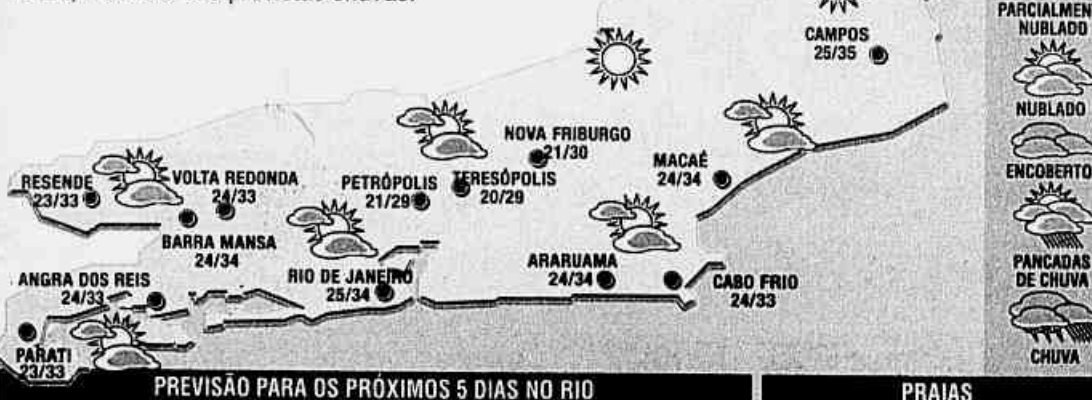 CAMPOS
25/35
NOVA FRIBURGO
21/30
MACAÉ
24/34
RESENDE
23/33
VOLTA REDONDA
24/33
PETRÓPOLIS
21/29
TERESÓPOLIS
20/29
BARRA MANSA
24/34
ANGRA DOS REIS
24/33
RIO DE JANEIRO
25/34
ARARUAMA
24/34
CABO FRIO
24/33
PARATI
23/33
PARCIALMEN
NUBLADO
NUBLADO
ENCOBERTO
PANCADAS
DE CHUVA
CHUVA
PREVISÃO PARA OS PRÓXIMOS 5 DIAS NO RIO
PRAIAS